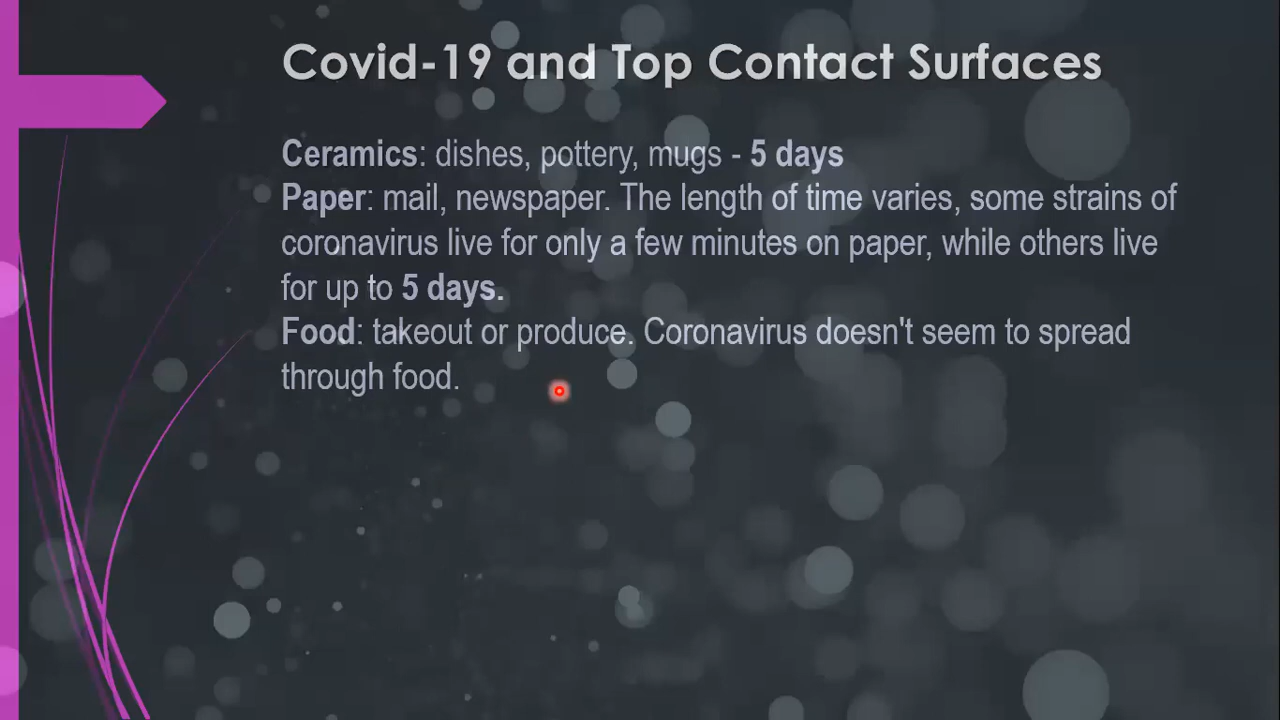 Covid-19 and Top Contact Surfaces
Ceramics: dishes, pottery, mugs - 5 days
Paper: mail, newspaper. The length of time varies, some strains of
coronavirus live for only a few minutes on paper, while others live
for up to 5 days.
Food: takeout or produce. Coronavirus doesn't seem to spread
through food.